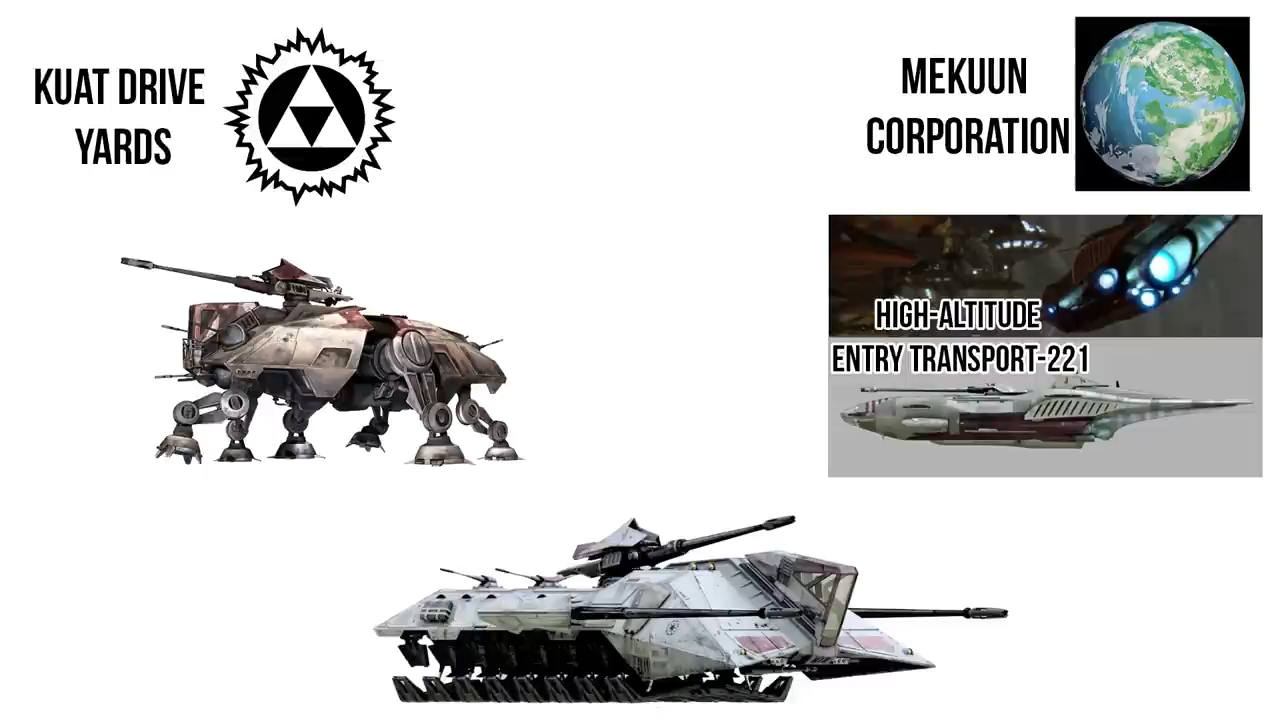 KUAT DRIVE
YARDS
MEKUUN
CORPORATION
HIGH-ALTITUDE
ENTRY TRANSPORT-221